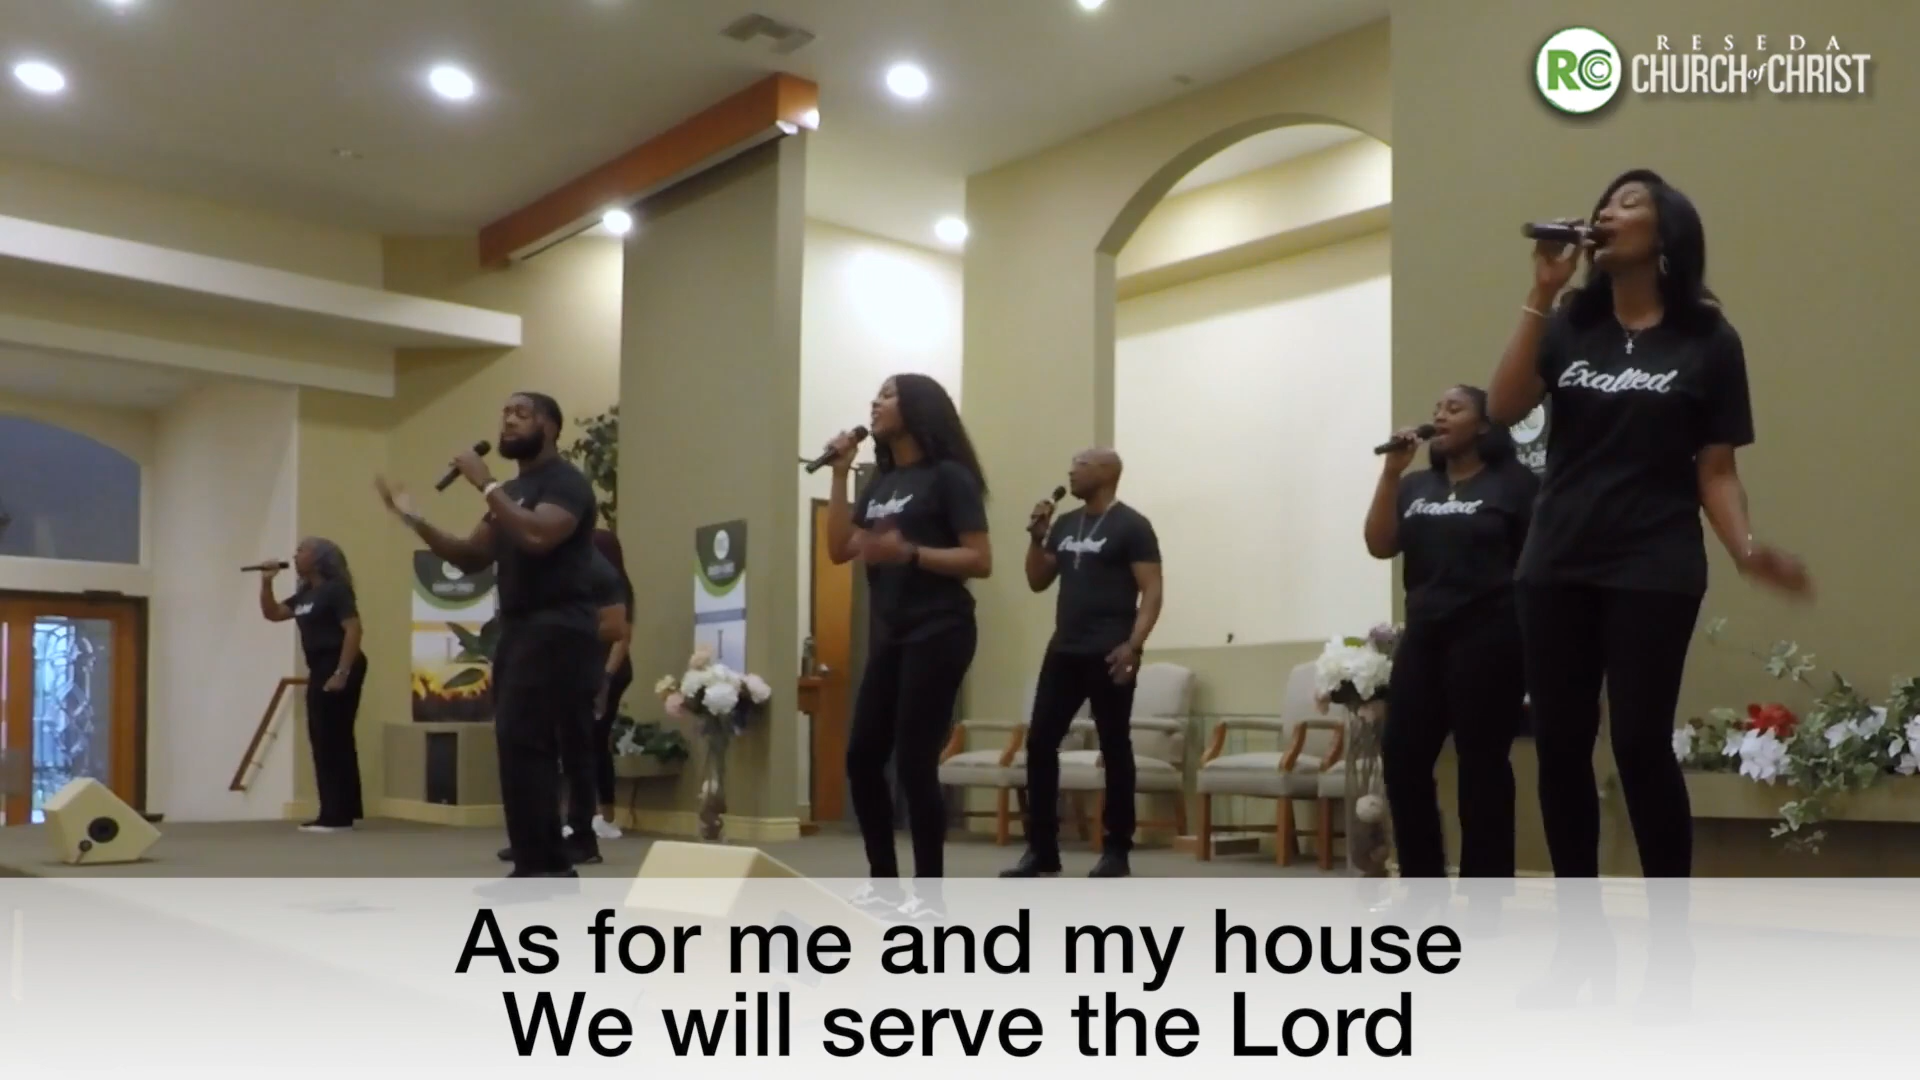 RESEDA
RC CHURCH of CHRIST
Exalted
Exalted
Exalted
Exalted
As for me and my house
We will serve the Lord